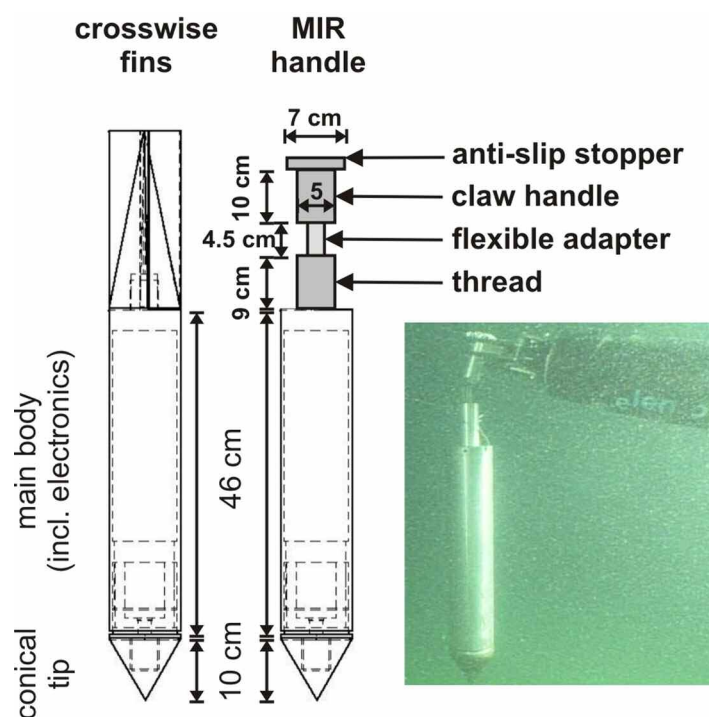 crosswise
fins
MIR
handle
7 cm
anti-slip stopper
10 cm
5
claw handle
4.5 cm
flexible adapter
9 cm
thread
main body
(incl. electronics)
46 cm
conical
tip
10 cm